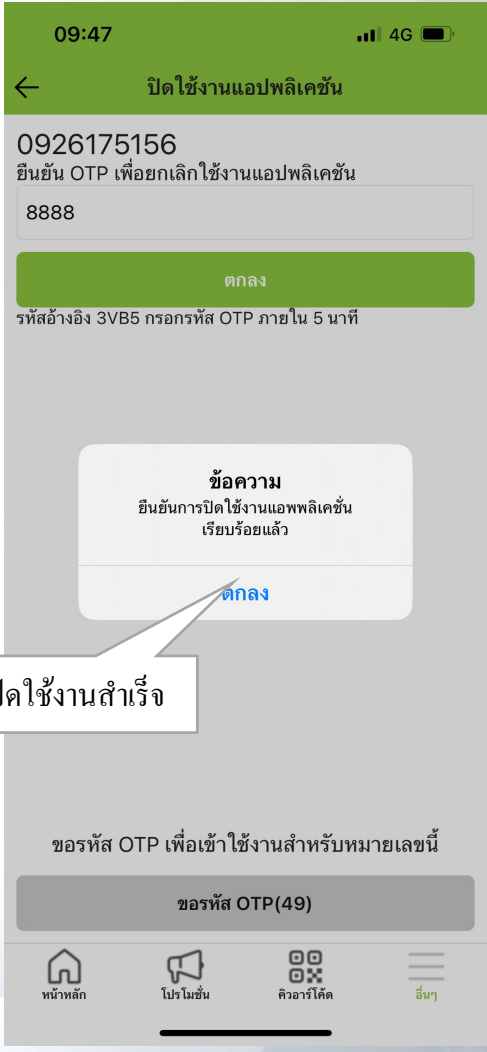 09:47 4G
ปิดใช้งานแอปพลิเคชัน
0926175156
ยืนยัน OTP เพื่อยกเลิกใช้งานแอปพลิเคชัน
8888
ตกลง
รหัสอ้างอิง 3VB5 กรอกรหัส OTP ภายใน 5 นาที
ข้อความ
ยืนยันการปิดใช้งานแอพพลิเคชั่น
เรียบร้อยแล้ว
ตกลง
ปิดใช้งานสำเร็จ
ขอรหัส OTP เพื่อเข้าใช้งานสำหรับหมายเลขนี้
ขอรหัส OTP(49)
หน้าหลัก โปรโมชั่น คิวอาร์โค้ด อื่นๆ